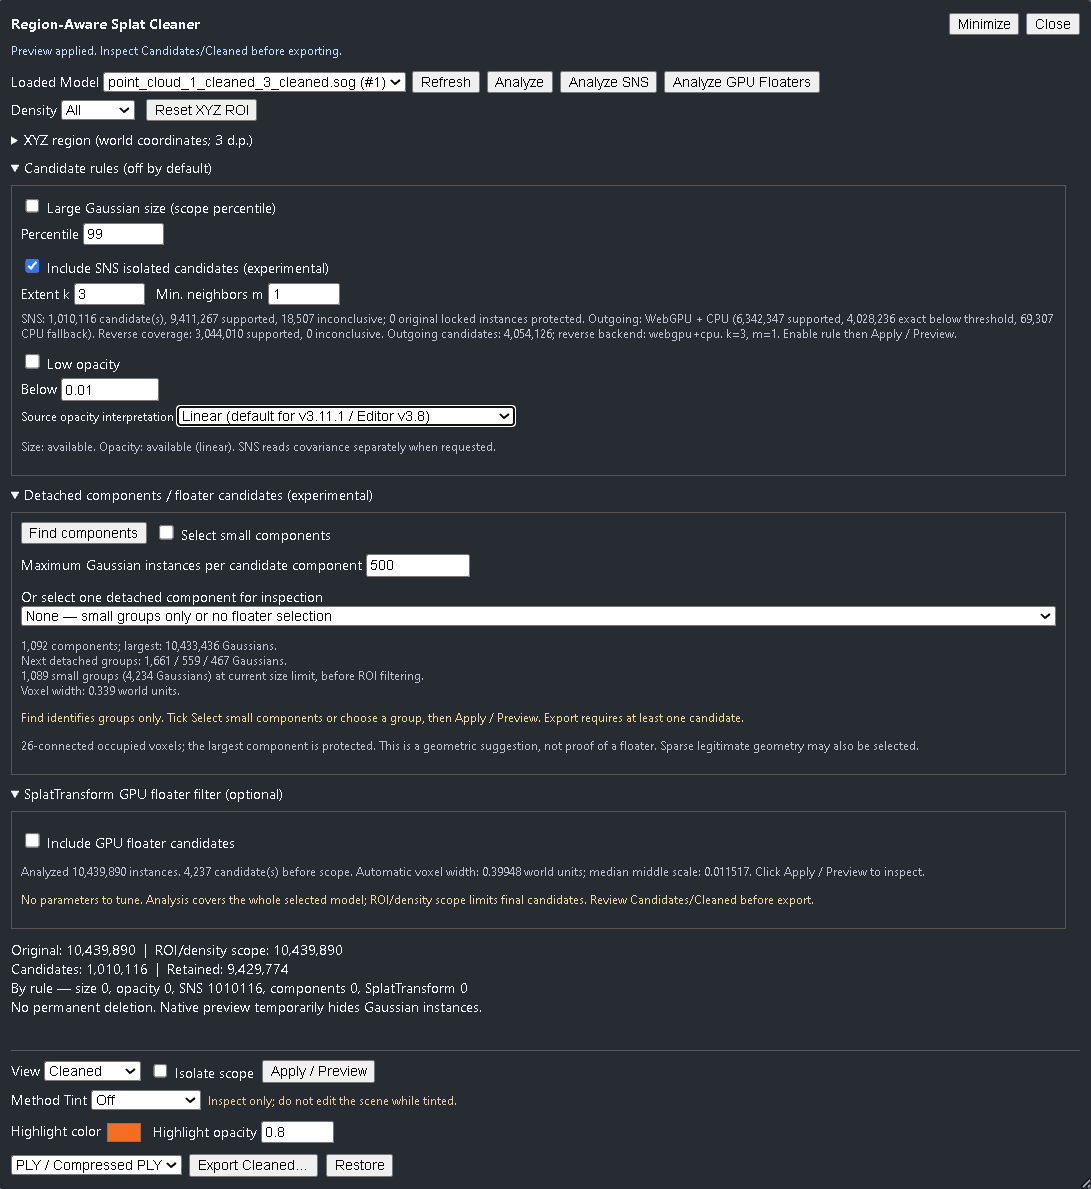 Region-Aware Splat Cleaner Minimize Close
Preview applied. Inspect Candidates/Cleaned before exporting.
Loaded Model point_cloud_1_cleaned_3_cleaned.sog (#1) Refresh Analyze Analyze SNS Analyze GPU Floaters
Density All Reset XYZ ROI
XYZ region (world coordinates; 3 d.p.)
Candidate rules (off by default)
Large Gaussian size (scope percentile)
Percentile 99
Include SNS isolated candidates (experimental)
Extent k 3 Min. neighbors m 1
SNS: 1,010,116 candidate(s), 9,411,267 supported, 18,507 inconclusive; 0 original locked instances protected. Outgoing: WebGPU + CPU (6,342,347 supported, 4,028,236 exact below threshold, 69,307
CPU fallback). Reverse coverage: 3,044,010 supported, 0 inconclusive. Outgoing candidates: 4,054,126; reverse backend: webgpu+cpu. k=3, m=1. Enable rule then Apply / Preview.
Low opacity
Below 0.01
Source opacity interpretation Linear (default for v3.11.1 / Editor v3.8)
Size: available. Opacity: available (linear). SNS reads covariance separately when requested.
Detached components / floater candidates (experimental)
Find components Select small components
Maximum Gaussian instances per candidate component 500
Or select one detached component for inspection
None — small groups only or no floater selection
1,092 components; largest: 10,433,436 Gaussians.
Next detached groups: 1,661 / 559 / 467 Gaussians.
1,089 small groups (4,234 Gaussians) at current size limit, before ROI filtering.
Voxel width: 0.339 world units.
Find identifies groups only. Tick Select small components or choose a group, then Apply / Preview. Export requires at least one candidate.
26-connected occupied voxels; the largest component is protected. This is a geometric suggestion, not proof of a floater. Sparse legitimate geometry may also be selected.
SplatTransform GPU floater filter (optional)
Include GPU floater candidates
Analyzed 10,439,890 instances. 4,237 candidate(s) before scope. Automatic voxel width: 0.39948 world units; median middle scale: 0.011517. Click Apply / Preview to inspect.
No parameters to tune. Analysis covers the whole selected model; ROI/density scope limits final candidates. Review Candidates/Cleaned before export.
Original: 10,439,890 | ROI/density scope: 10,439,890
Candidates: 1,010,116 | Retained: 9,429,774
By rule — size 0, opacity 0, SNS 1010116, components 0, SplatTransform 0
No permanent deletion. Native preview temporarily hides Gaussian instances.
View Cleaned Isolate scope Apply / Preview
Method Tint Off Inspect only; do not edit the scene while tinted.
Highlight color Highlight opacity 0.8
PLY / Compressed PLY Export Cleaned... Restore